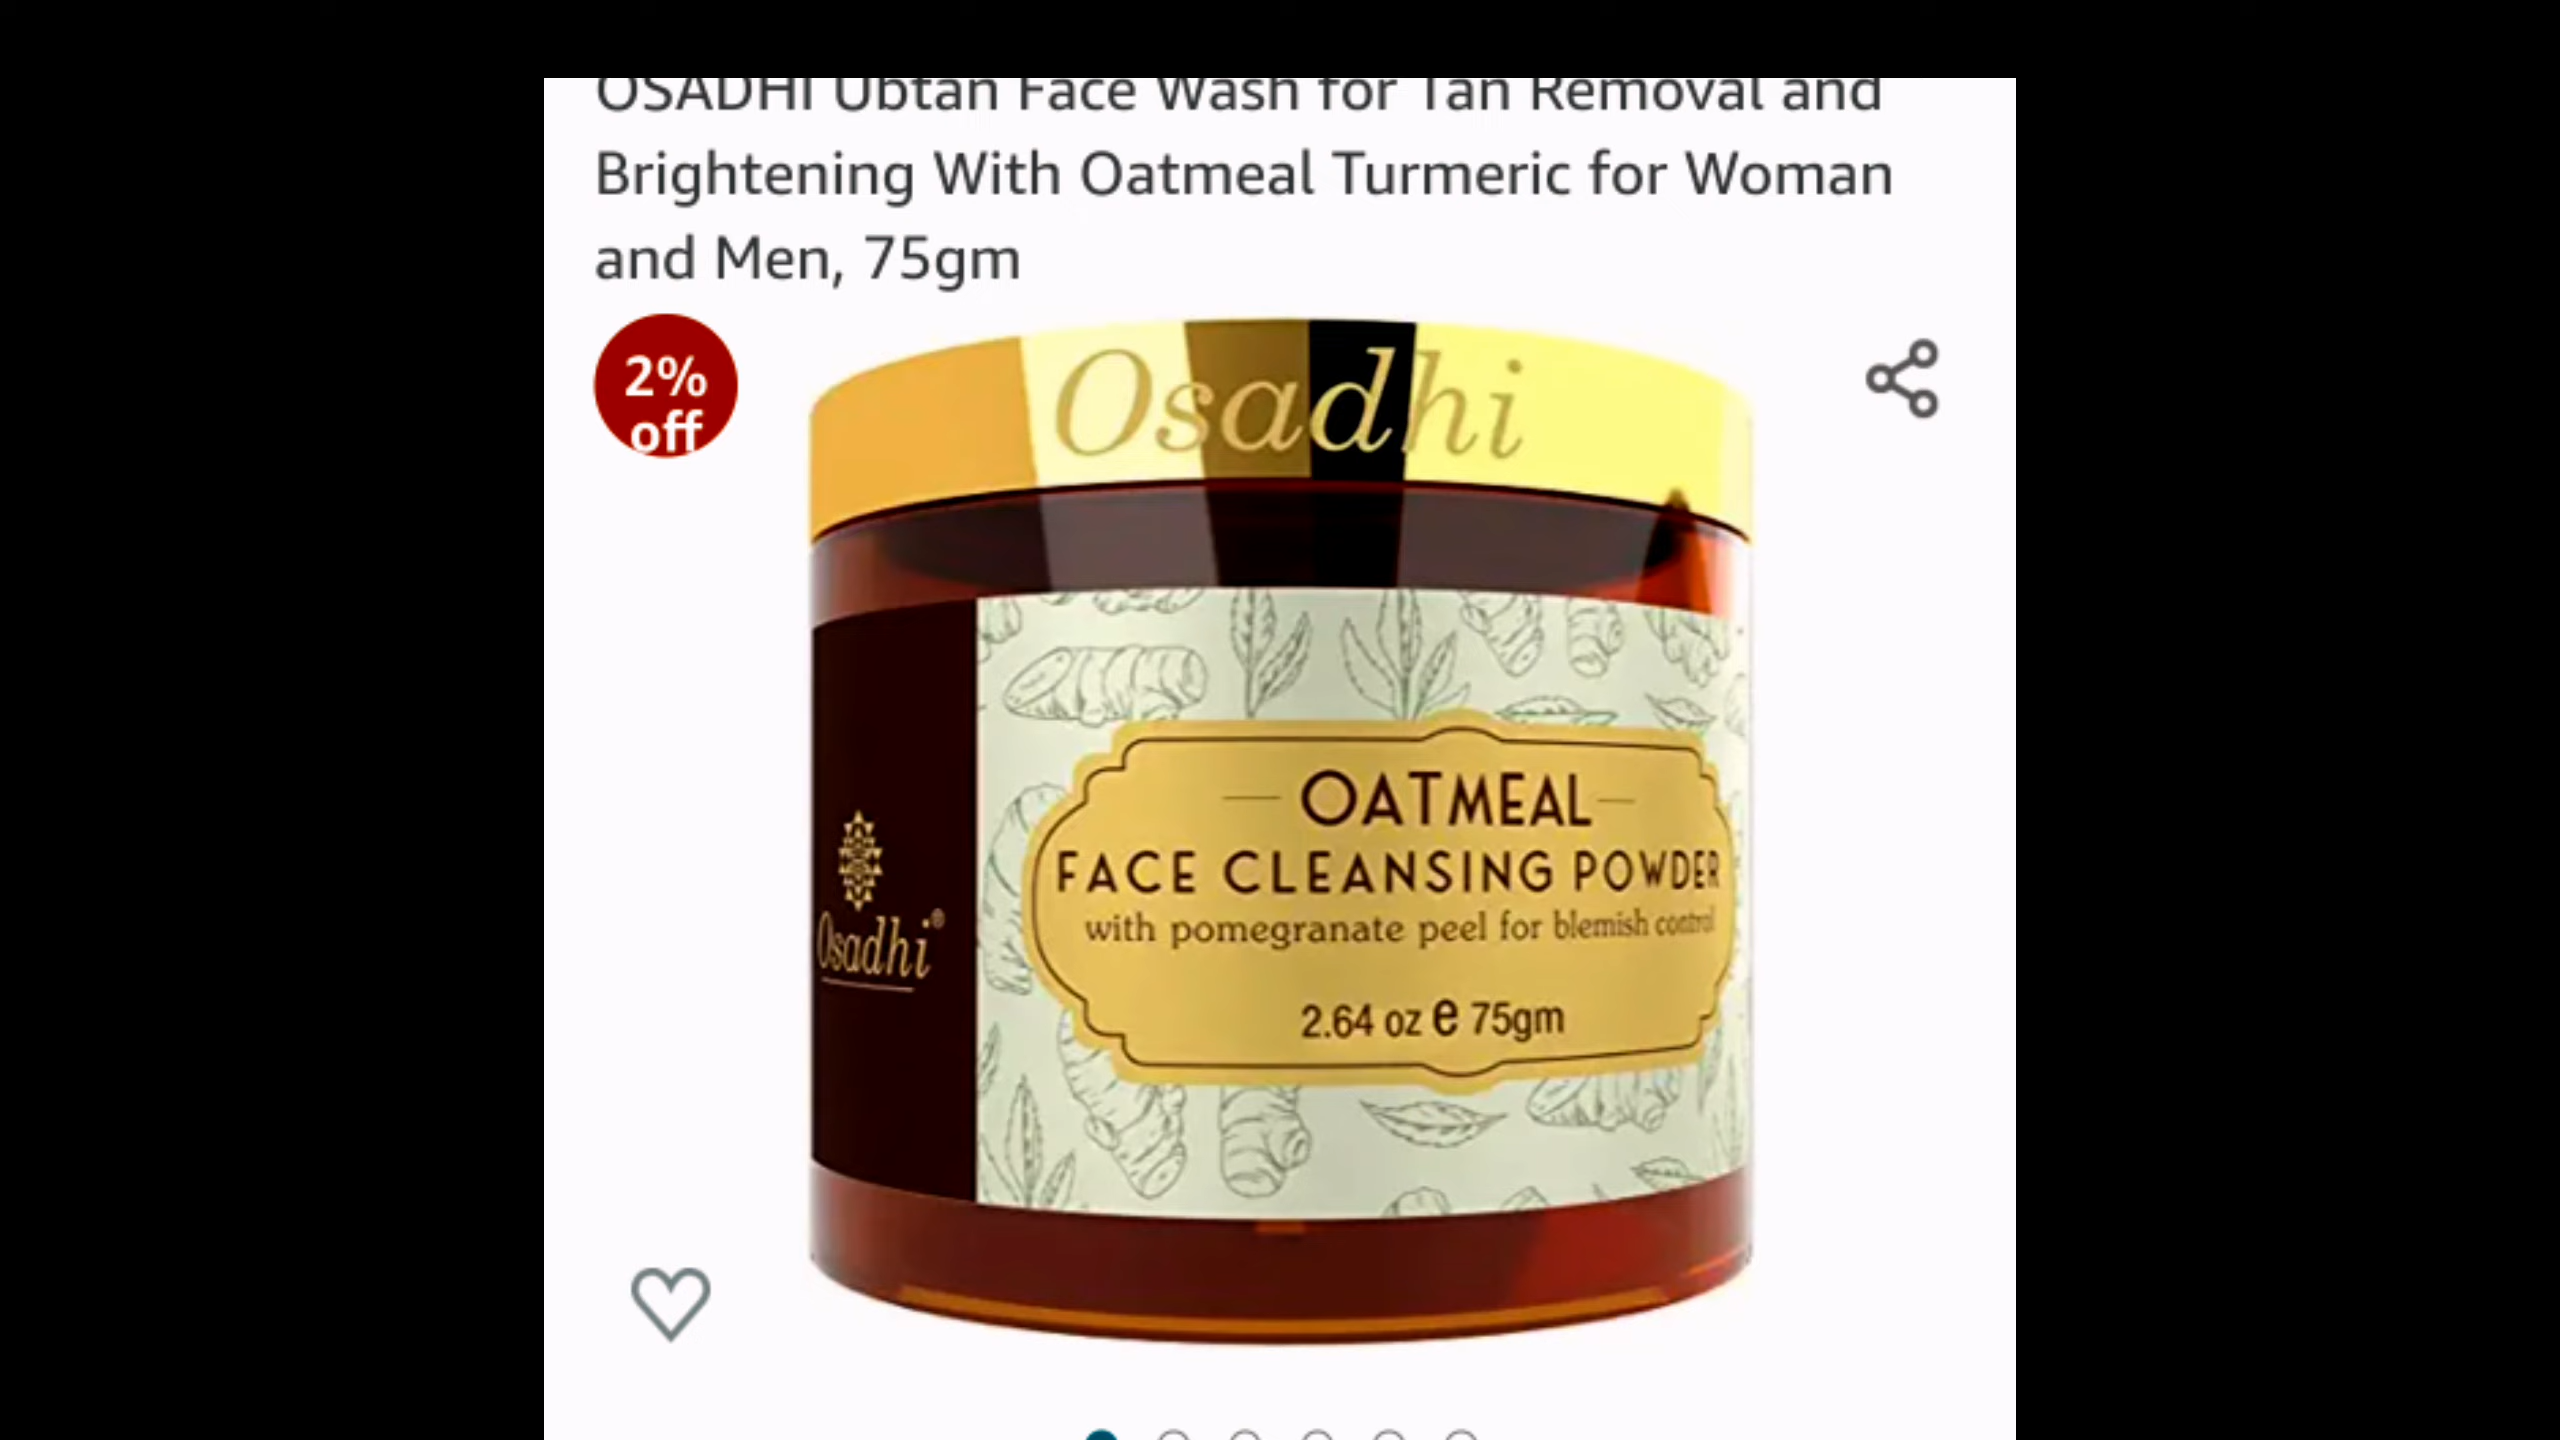 OSADHI Ubtan Face Wash for Tan Removal and
Brightening With Oatmeal Turmeric for Woman
and Men, 75gm
2%
off
Osadhi
OATMEAL
FACE CLEANSING POWDER
with pomegranate peel for blemish control
Osadhi®
2.64 oz e 75gm